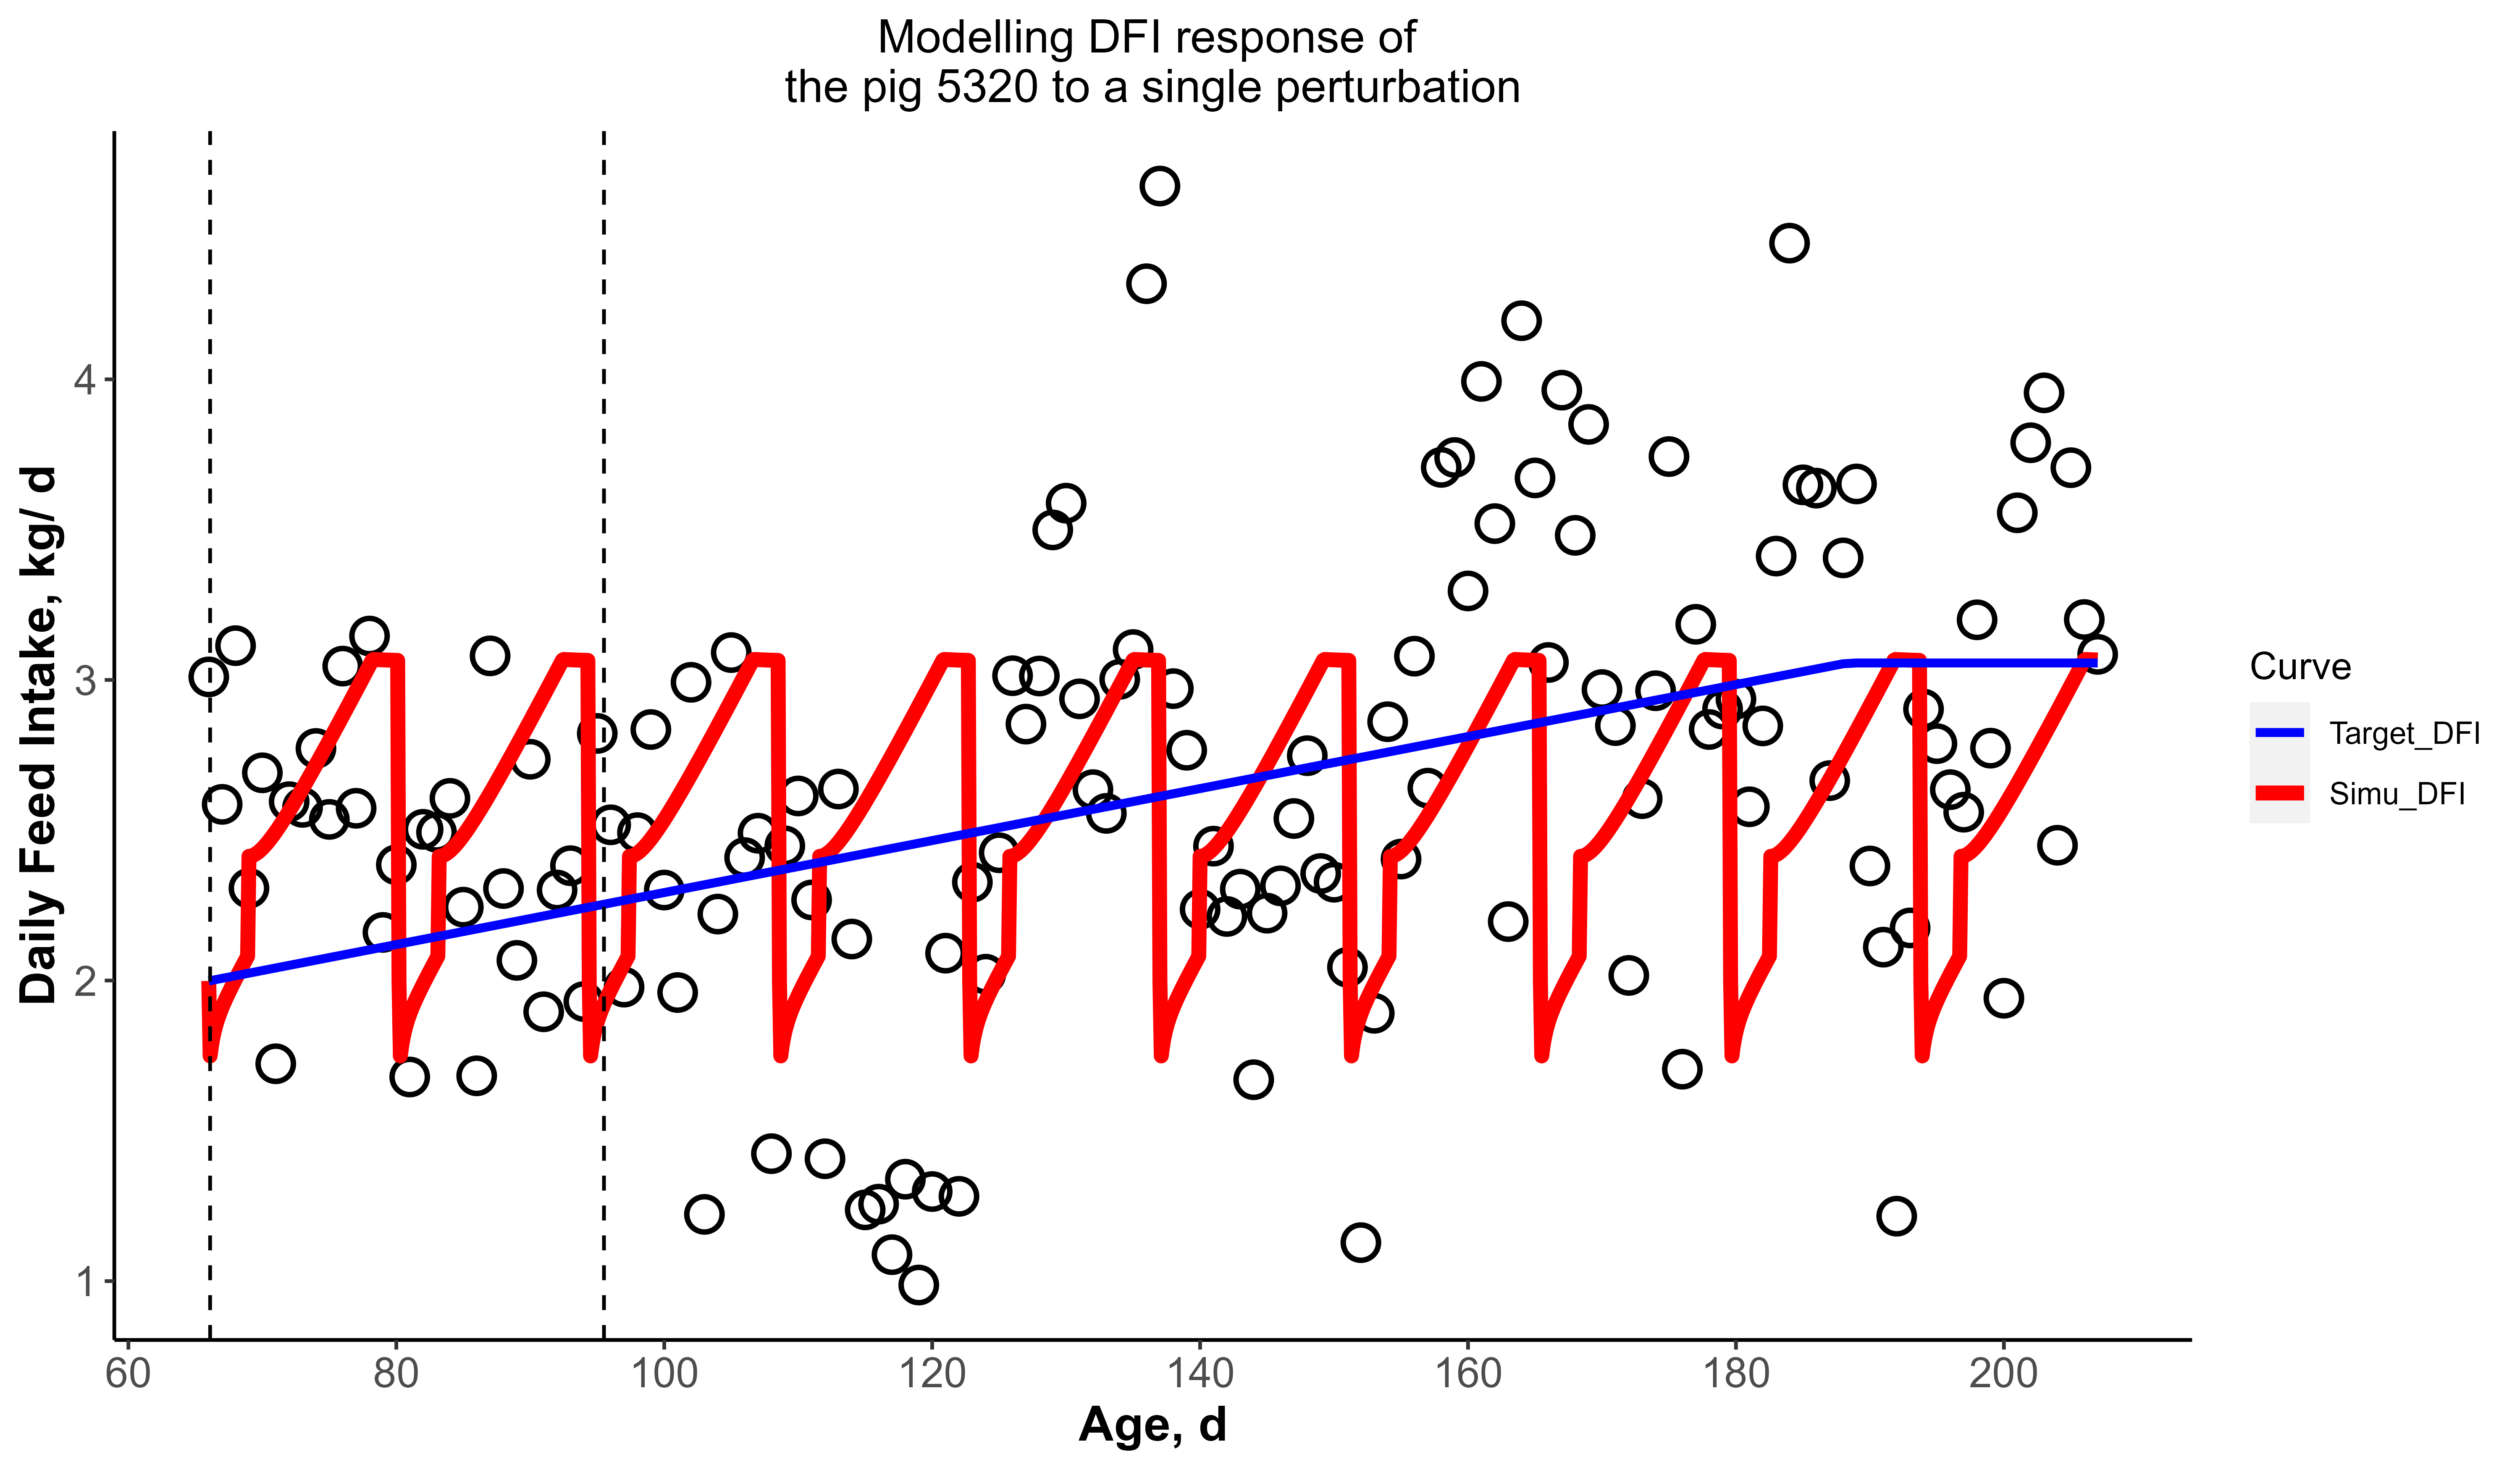 Modelling DFI response of
the pig 5320 to a single perturbation
Daily Feed Intake, kg/ d
4
3
2
1
60 80 100 120 140 160 180 200
Age, d
Curve
Target_DFI
Simu_DFI